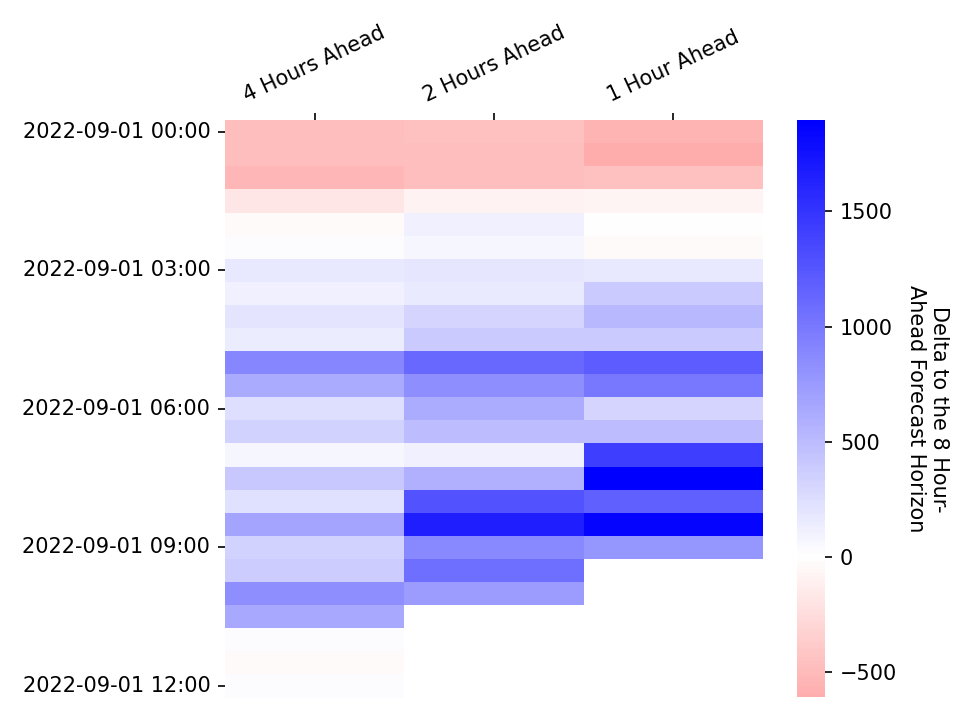 4 Hours Ahead
2 Hours Ahead
1 Hour Ahead
2022-09-01 00:00
2022-09-01 03:00
2022-09-01 06:00
2022-09-01 09:00
2022-09-01 12:00
1500
1000
500
0
−500
Delta to the 8 Hour-
Ahead Forecast Horizon